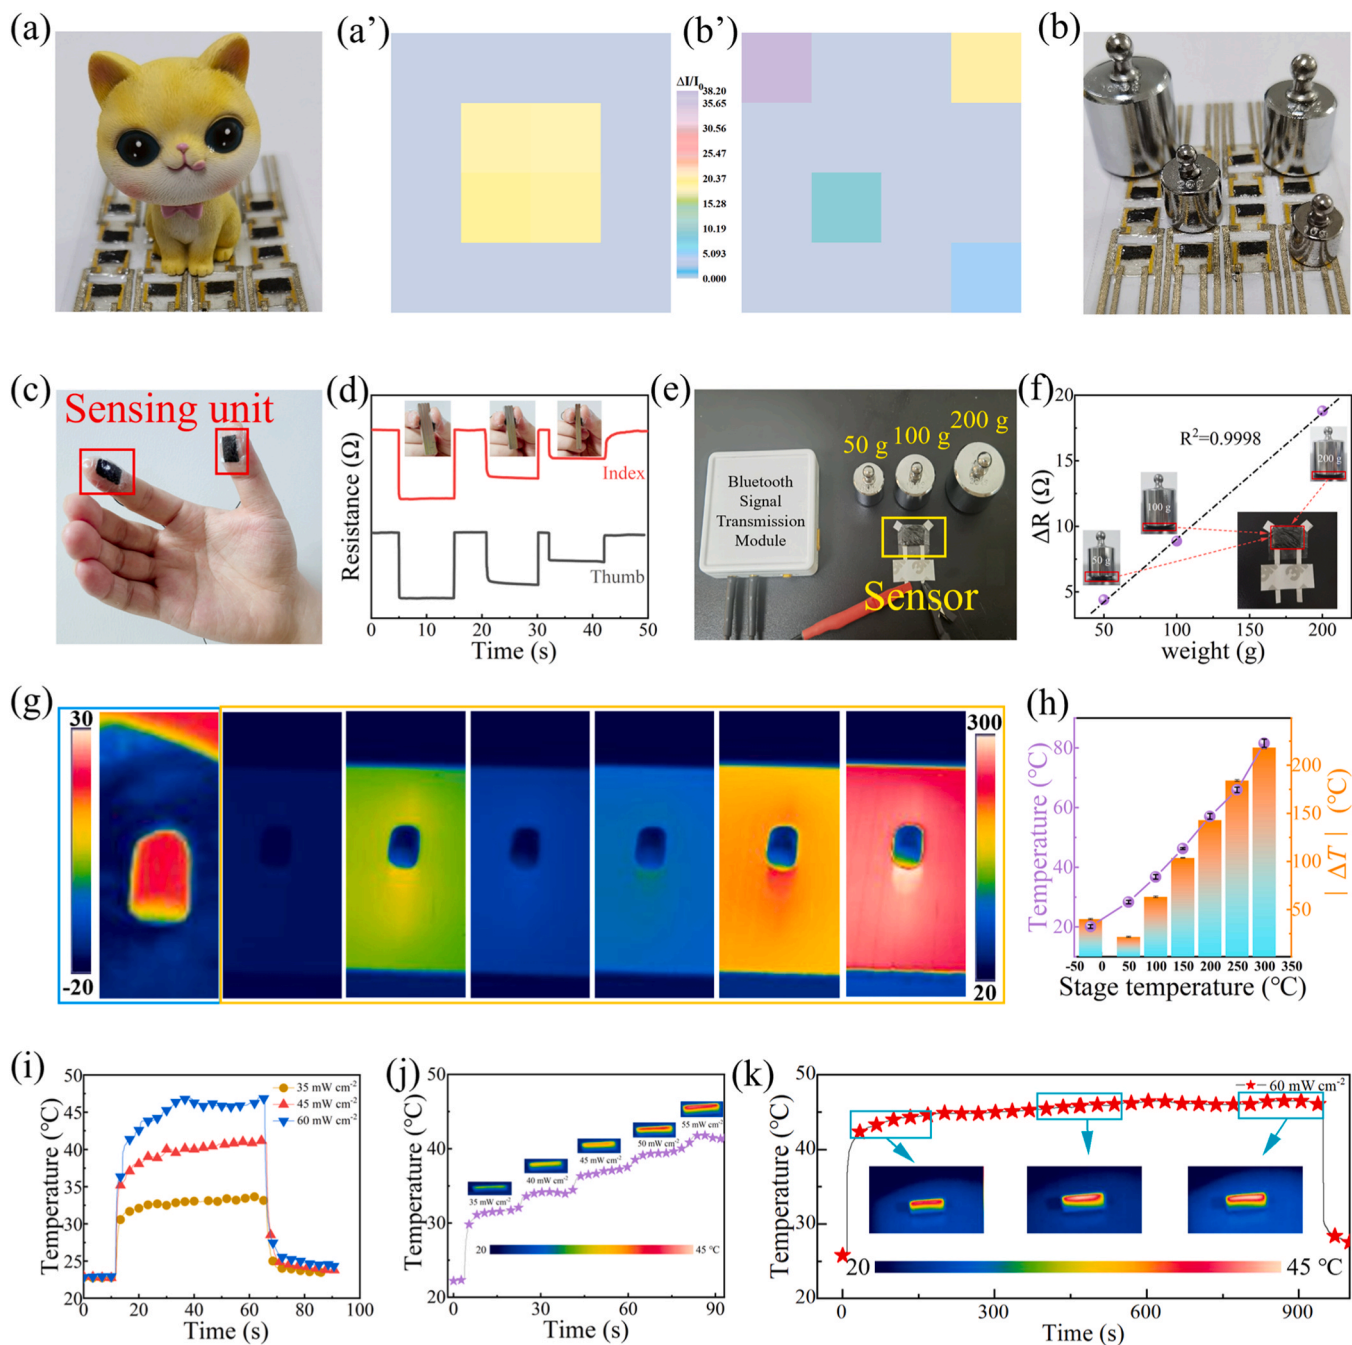 (a)
(a’)
(b’)
(b)
ΔI/I0
38.20
35.65
30.56
25.47
20.37
15.28
10.19
5.093
0.000
(c)
Sensing unit
(d)
Resistance (Ω)
Index
Thumb
0 10 20 30 40 50
Time (s)
(e)
50 g
100 g
200 g
Bluetooth
Signal
Transmission
Module
Sensor
(f)
20
15
10
5
ΔR (Ω)
R²=0.9998
200 g
100 g
50 g
50 100 150 200
weight (g)
(g)
30
-20
300
20
(h)
80
60
40
20
Temperature (°C)
200
150
100
50
| ΔT | (°C)
-50 0 50 100 150 200 250 300 350
Stage temperature (°C)
(i)
50
45
40
35
30
25
20
Temperature (°C)
35 mW cm⁻²
45 mW cm⁻²
60 mW cm⁻²
0 20 40 60 80 100
Time (s)
(j)
50
40
30
20
Temperature (°C)
35 mW cm⁻²
40 mW cm⁻²
45 mW cm⁻²
50 mW cm⁻²
55 mW cm⁻²
20
45 °C
0 30 60 90
Time (s)
(k)
50
40
30
20
Temperature (°C)
60 mW cm⁻²
20
45 °C
0 300 600 900
Time (s)